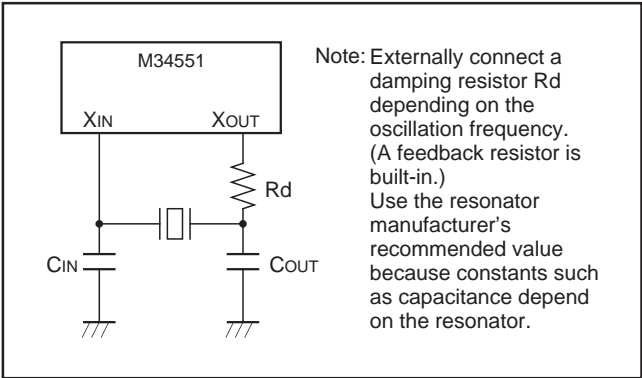 M34551
XIN
XOUT
Rd
CIN
COUT
Note: Externally connect a
damping resistor Rd
depending on the
oscillation frequency.
(A feedback resistor is
built-in.)
Use the resonator
manufacturer's
recommended value
because constants such
as capacitance depend
on the resonator.